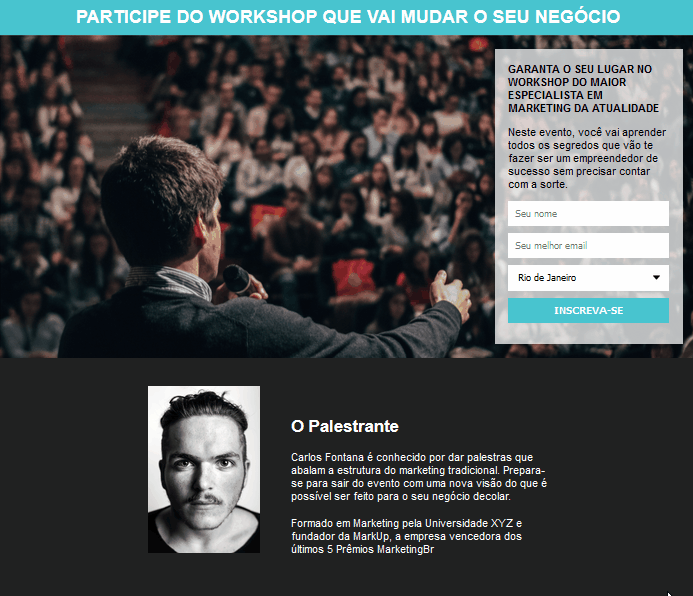 PARTICIPE DO WORKSHOP QUE VAI MUDAR O SEU NEGÓCIO
GARANTA O SEU LUGAR NO
WORKSHOP DO MAIOR
ESPECIALISTA EM
MARKETING DA ATUALIDADE
Neste evento, você vai aprender
todos os segredos que vão te
fazer ser um empreendedor de
sucesso sem precisar contar
com a sorte.
Seu nome
Seu melhor email
Rio de Janeiro
INSCREVA-SE
O Palestrante
Carlos Fontana é conhecido por dar palestras que
abalam a estrutura do marketing tradicional. Prepara-
se para sair do evento com uma nova visão do que é
possível ser feito para o seu negócio decolar.
Formado em Marketing pela Universidade XYZ e
fundador da MarkUp, a empresa vencedora dos
últimos 5 Prêmios MarketingBr